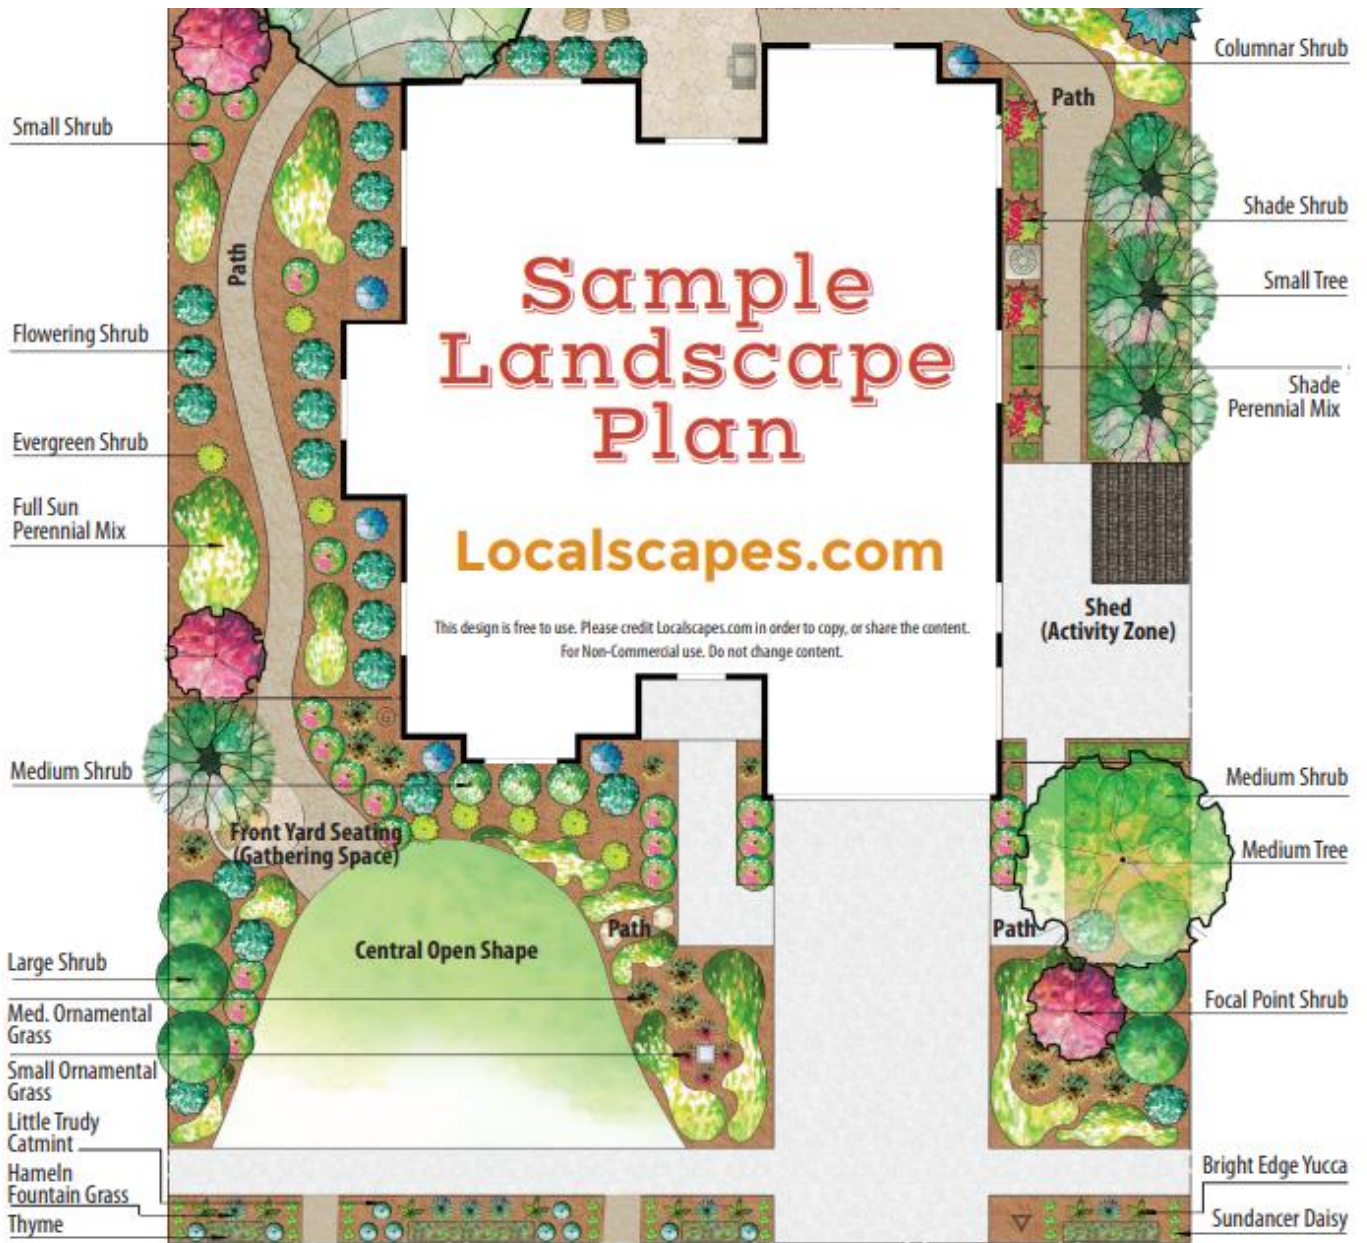 Columnar Shrub
Path
Small Shrub
Shade Shrub
Path
Small Tree
Sample
Landscape
Plan
Flowering Shrub
Shade
Perennial Mix
Evergreen Shrub
Full Sun
Perennial Mix
Localscapes.com
Shed
(Activity Zone)
This design is free to use. Please credit Localscapes.com in order to copy, or share the content.
For Non-Commercial use. Do not change content.
G
Medium Shrub
Medium Shrub
Front Yard Seating
(Gathering Space)
Medium Tree
Path
Path
Central Open Shape
Large Shrub
Focal Point Shrub
Med. Ornamental
Grass
Small Ornamental
Grass
Little Trudy
Catmint
Hameln
Fountain Grass
Thyme
Bright Edge Yucca
Sundancer Daisy